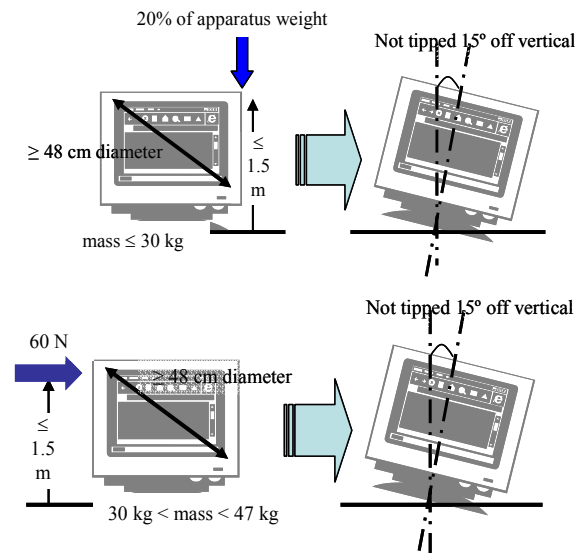 20% of apparatus weight
Not tipped 15º off vertical
≥ 48 cm diameter
≤
1.5
m
mass ≤ 30 kg
e
Not tipped 15º off vertical
60 N
≥ 48 cm diameter
≤
1.5
m
30 kg < mass < 47 kg
e